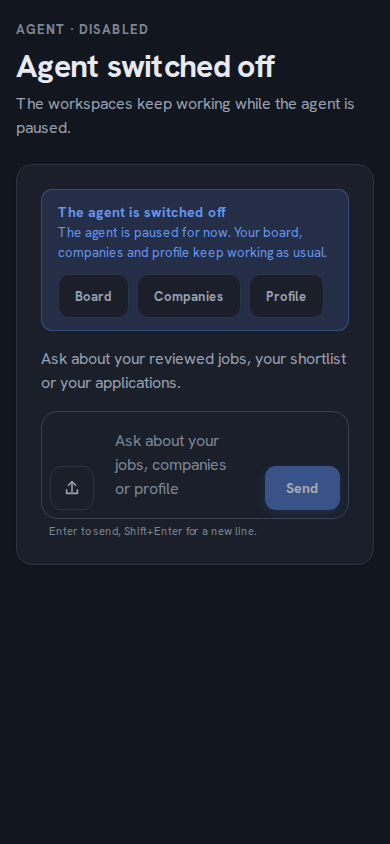 AGENT · DISABLED
Agent switched off
The workspaces keep working while the agent is
paused.
The agent is switched off
The agent is paused for now. Your board,
companies and profile keep working as usual.
Board
Companies
Profile
Ask about your reviewed jobs, your shortlist
or your applications.
Ask about your
jobs, companies
or profile
Send
Enter to send, Shift+Enter for a new line.